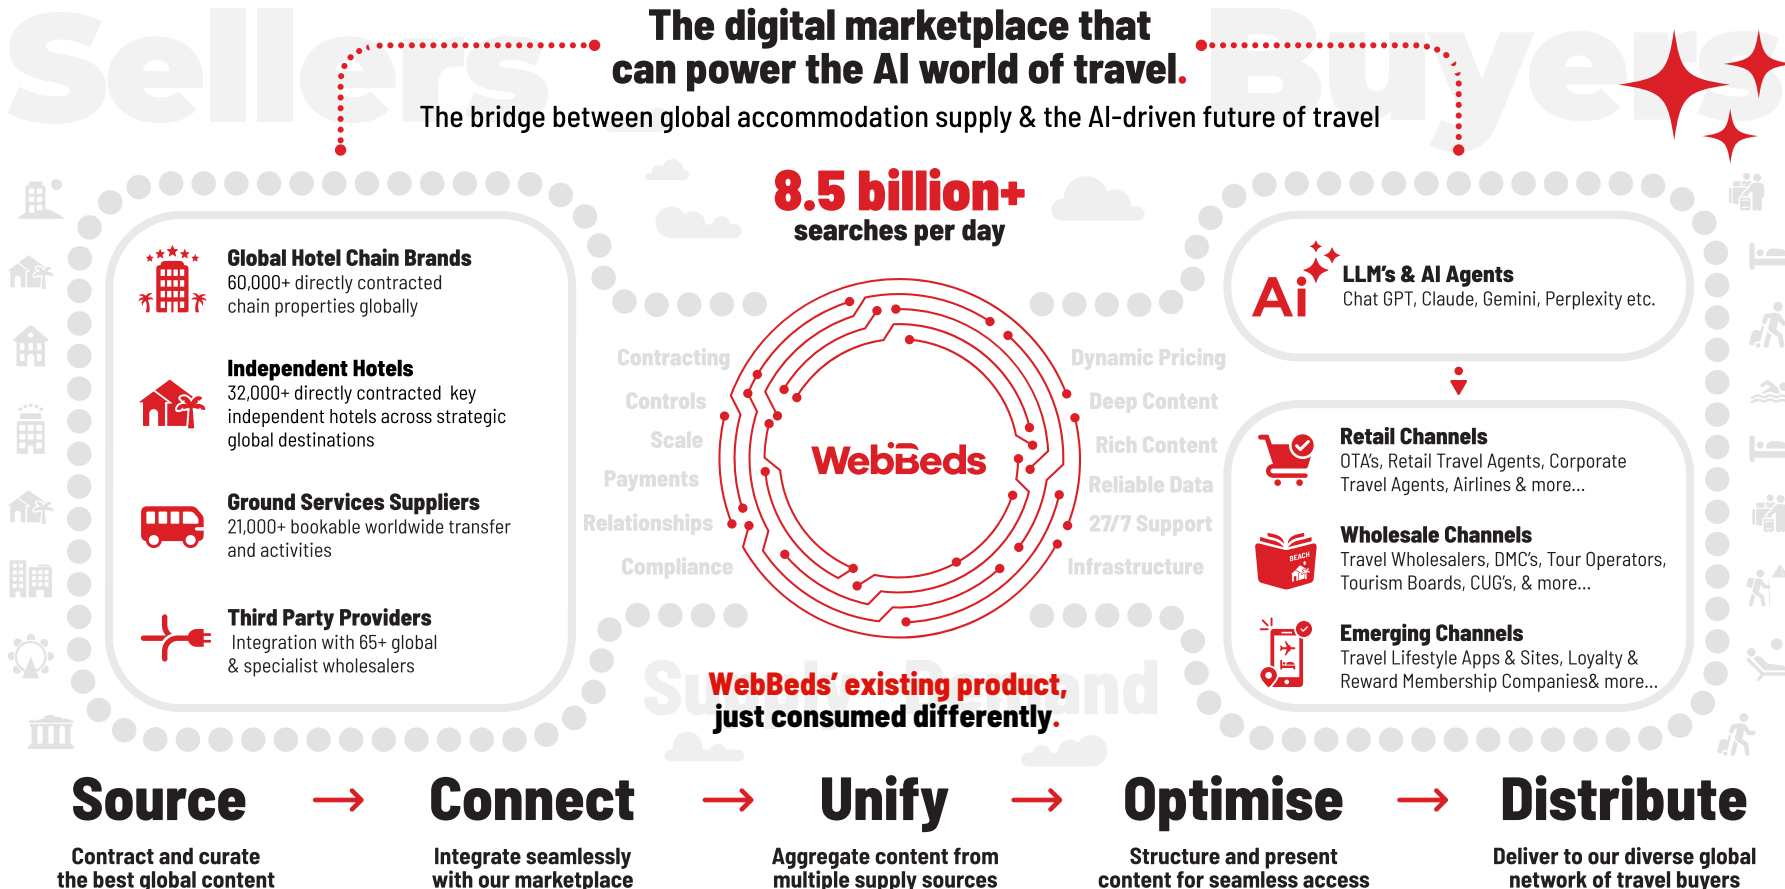 Sellers
Buyers
The digital marketplace that
can power the AI world of travel.
The bridge between global accommodation supply & the AI-driven future of travel
8.5 billion+
searches per day
Global Hotel Chain Brands
60,000+ directly contracted
chain properties globally
Independent Hotels
32,000+ directly contracted key
independent hotels across strategic
global destinations
Ground Services Suppliers
21,000+ bookable worldwide transfer
and activities
Third Party Providers
Integration with 65+ global
& specialist wholesalers
Contracting
Controls
Scale
Payments
Relationships
Compliance
WebBeds
Dynamic Pricing
Deep Content
Rich Content
Reliable Data
27/7 Support
Infrastructure
Ai
LLM's & AI Agents
Chat GPT, Claude, Gemini, Perplexity etc.
Retail Channels
OTA's, Retail Travel Agents, Corporate
Travel Agents, Airlines & more...
BEACH
Wholesale Channels
Travel Wholesalers, DMC's, Tour Operators,
Tourism Boards, CUG's, & more...
Emerging Channels
Travel Lifestyle Apps & Sites, Loyalty &
Reward Membership Companies& more...
WebBeds' existing product,
just consumed differently.
Source
Contract and curate
the best global content
Connect
Integrate seamlessly
with our marketplace
Unify
Aggregate content from
multiple supply sources
Optimise
Structure and present
content for seamless access
Distribute
Deliver to our diverse global
network of travel buyers